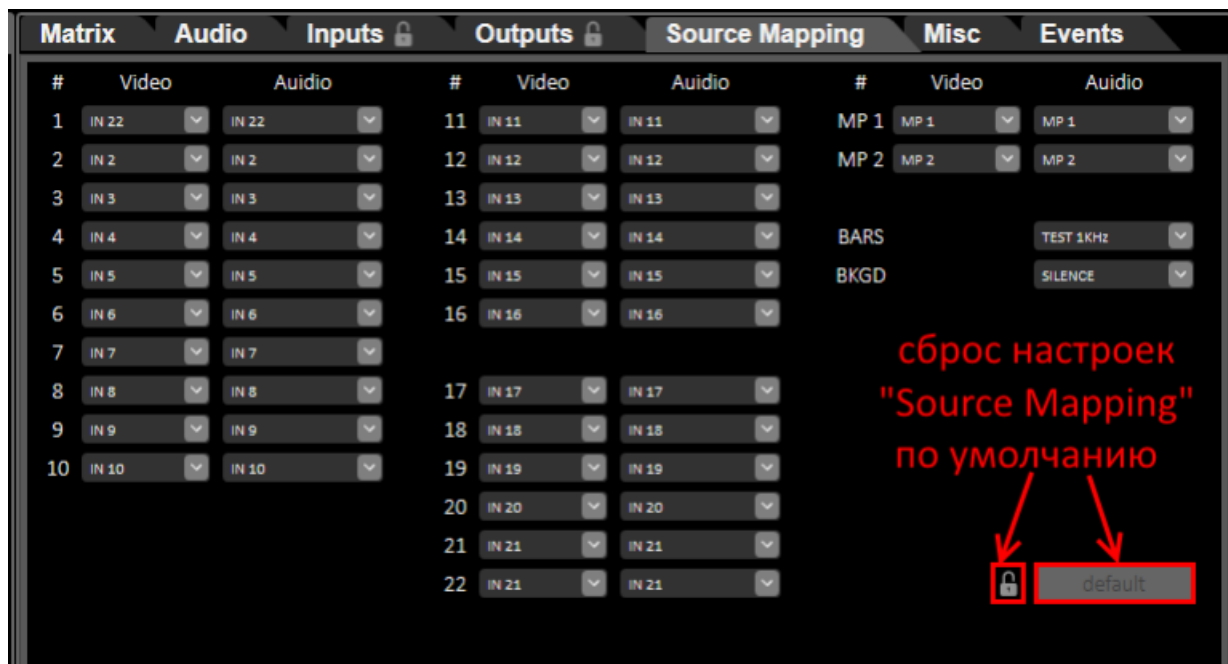 Matrix Audio Inputs Outputs Source Mapping Misc Events
# Video Auidio # Video Auidio # Video Auidio
1 IN 22 IN 22 11 IN 11 IN 11 MP 1 MP 1 MP 1
2 IN 2 IN 2 12 IN 12 IN 12 MP 2 MP 2 MP 2
3 IN 3 IN 3 13 IN 13 IN 13
4 IN 4 IN 4 14 IN 14 IN 14 BARS TEST 1KHz
5 IN 5 IN 5 15 IN 15 IN 15 BKGD SILENCE
6 IN 6 IN 6 16 IN 16 IN 16
7 IN 7 IN 7
8 IN 8 IN 8 17 IN 17 IN 17
9 IN 9 IN 9 18 IN 18 IN 18
10 IN 10 IN 10 19 IN 19 IN 19
20 IN 20 IN 20
21 IN 21 IN 21
22 IN 21 IN 21
сброс настроек
"Source Mapping"
по умолчанию
default